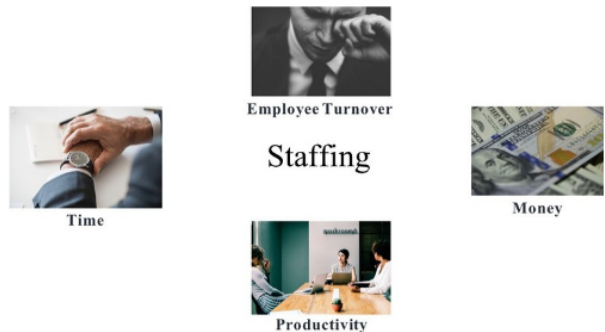 Employee Turnover
Staffing
Time
Money
Productivity